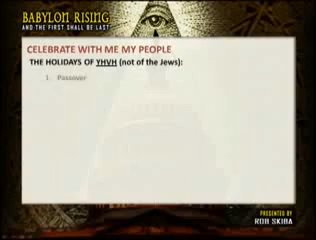 BABYLON RISING
AND THE FIRST SHALL BE LAST
CELEBRATE WITH ME MY PEOPLE
THE HOLIDAYS OF YHVH (not of the Jews):
1. Passover
PRESENTED BY
ROB SKIBA